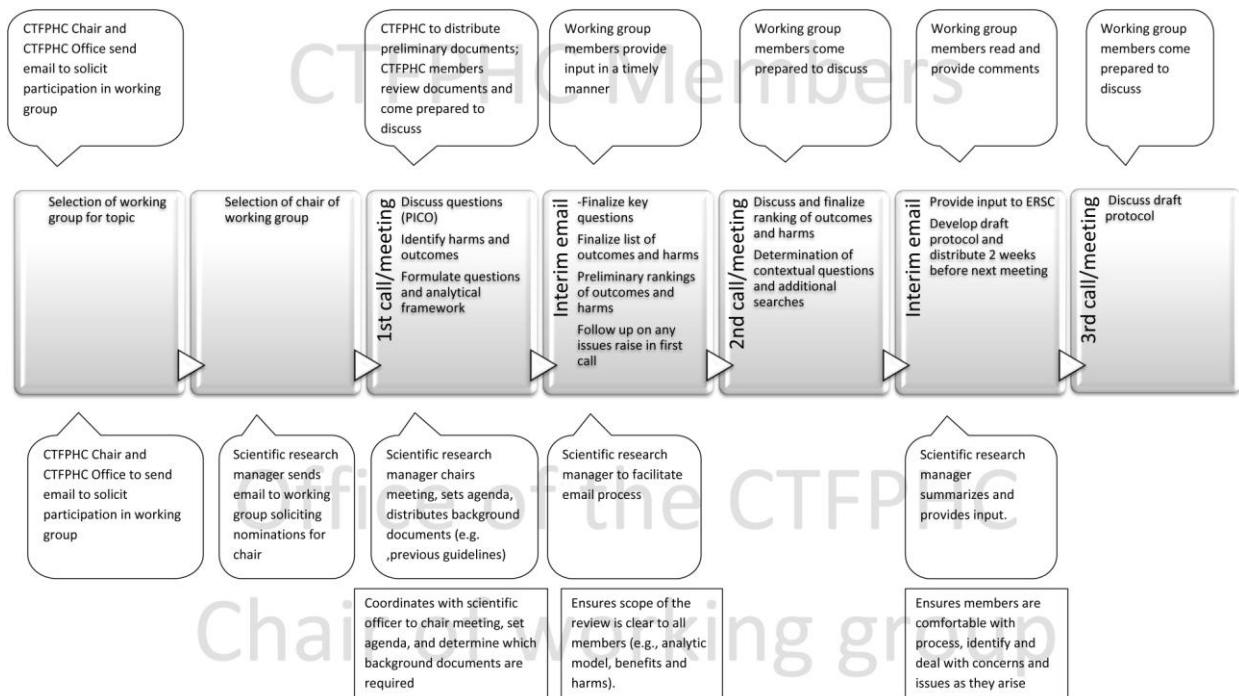 CTFPHC Chair and
CTFPHC Office send
email to solicit
participation in working
group
CTFPHC to distribute
preliminary documents;
CTFPHC members
review documents and
come prepared to
discuss
Working group
members provide
input in a timely
manner
Working group
members come
prepared to discuss
Working group
members read and
provide comments
Working group
members come
prepared to
discuss
CTFPHC Members
Selection of working
group for topic
Selection of chair of
working group
1st call/meeting
Discuss questions
(PICO)
Identify harms and
outcomes
Formulate questions
and analytical
framework
Interim email
-Finalize key
questions
Finalize list of
outcomes and harms
Preliminary rankings
of outcomes and
harms
Follow up on any
issues raise in first
call
2nd call/meeting
Discuss and finalize
ranking of outcomes
and harms
Determination of
contextual questions
and additional
searches
Interim email
Provide input to ERSC
Develop draft
protocol and
distribute 2 weeks
before next meeting
3rd call/meeting
Discuss draft
protocol
CTFPHC Chair and
CTFPHC Office to send
email to solicit
participation in working
group
Scientific research
manager sends
email to working
group soliciting
nominations for
chair
Scientific research
manager chairs
meeting, sets agenda,
distributes background
documents (e.g.
,previous guidelines)
Scientific research
manager to facilitate
email process
Scientific research
manager
summarizes and
provides input.
Office of the CTFPHC
Coordinates with scientific
officer to chair meeting, set
agenda, and determine which
background documents are
required
Ensures scope of the
review is clear to all
members (e.g., analytic
model, benefits and
harms).
Ensures members are
comfortable with
process, identify and
deal with concerns and
issues as they arise
Chair of working group